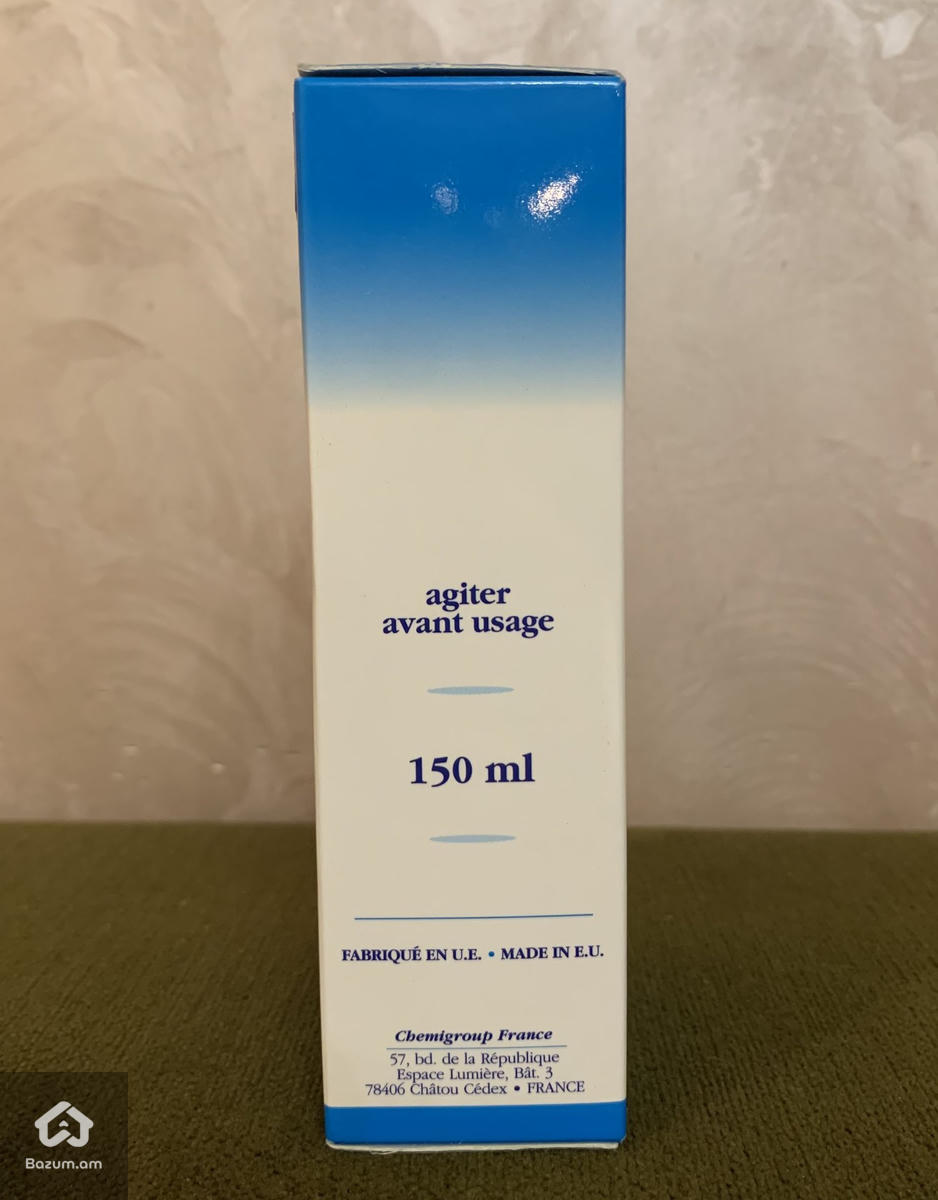 agiter
avant usage
150 ml
FABRIQUÉ EN U.E. • MADE IN E.U.
Chemigroup France
57, bd. de la République
Espace Lumière, Bât. 3
78406 Châtou Cédex • FRANCE
Bazum.am